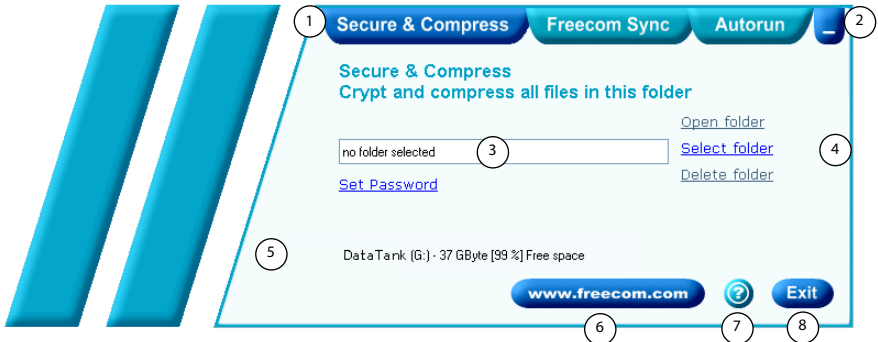 1 Secure & Compress Freecom Sync Autorun _ 2
Secure & Compress
Crypt and compress all files in this folder
Open folder
no folder selected 3 Select folder 4
Set Password Delete folder
5 DataTank (G:) - 37 GByte [99 %] Free space
www.freecom.com ? Exit
6 7 8